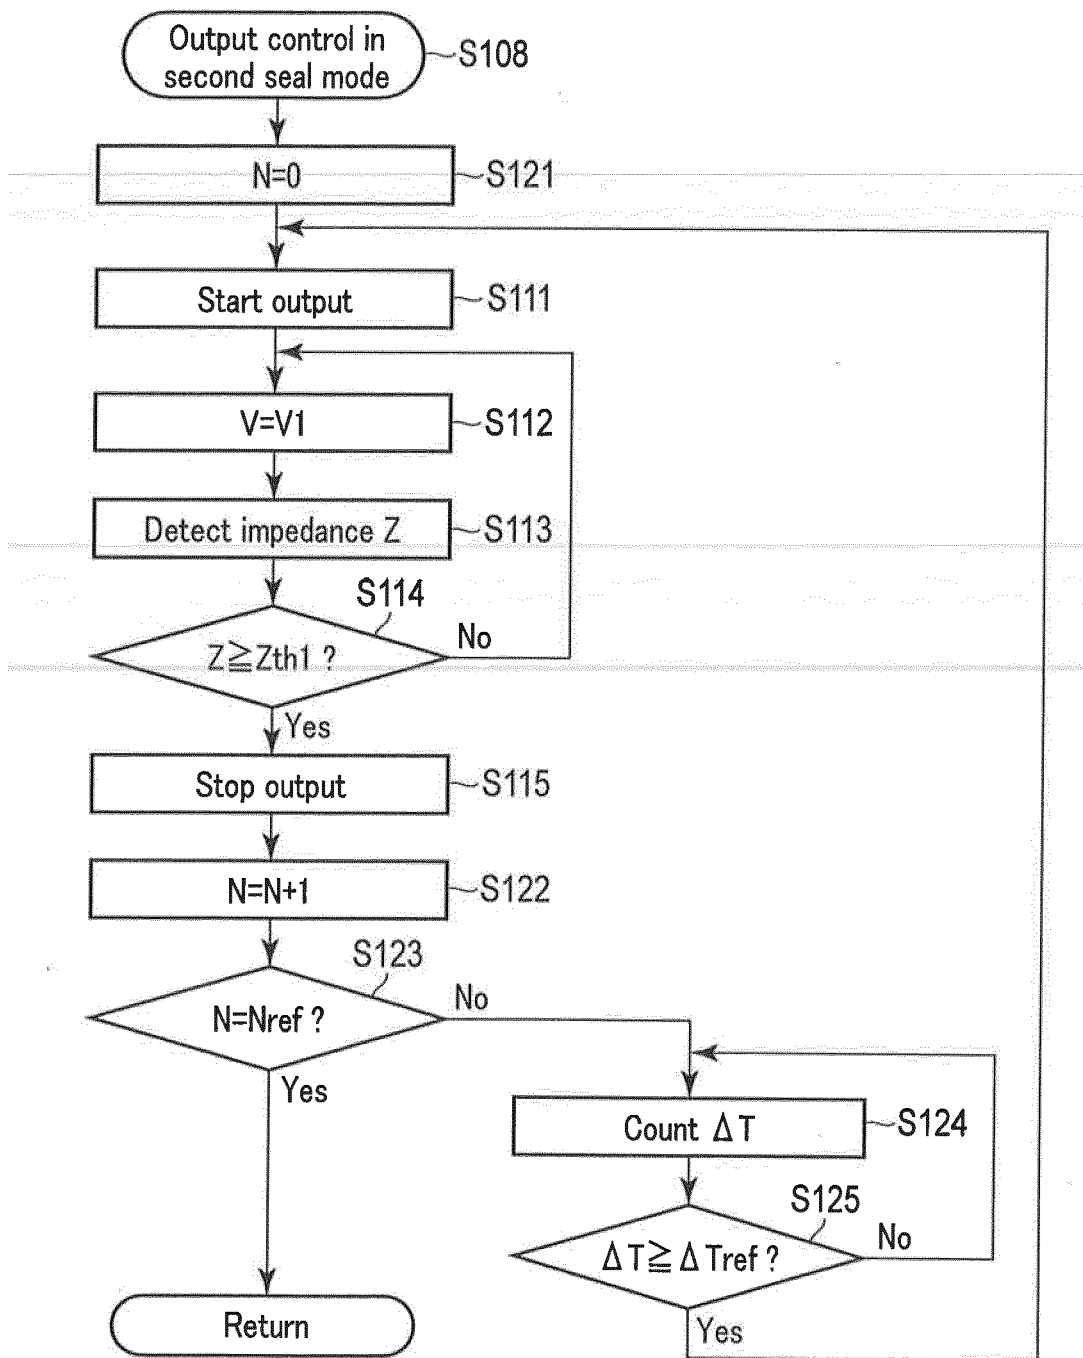 Output control in
second seal mode
S108
N=0
S121
Start output
S111
V=V1
S112
Detect impedance Z
S113
S114
Z≧Zth1 ?
No
Yes
Stop output
S115
N=N+1
S122
S123
N=Nref ?
No
Yes
Count ΔT
S124
S125
ΔT≧ΔTref ?
No
Yes
Return